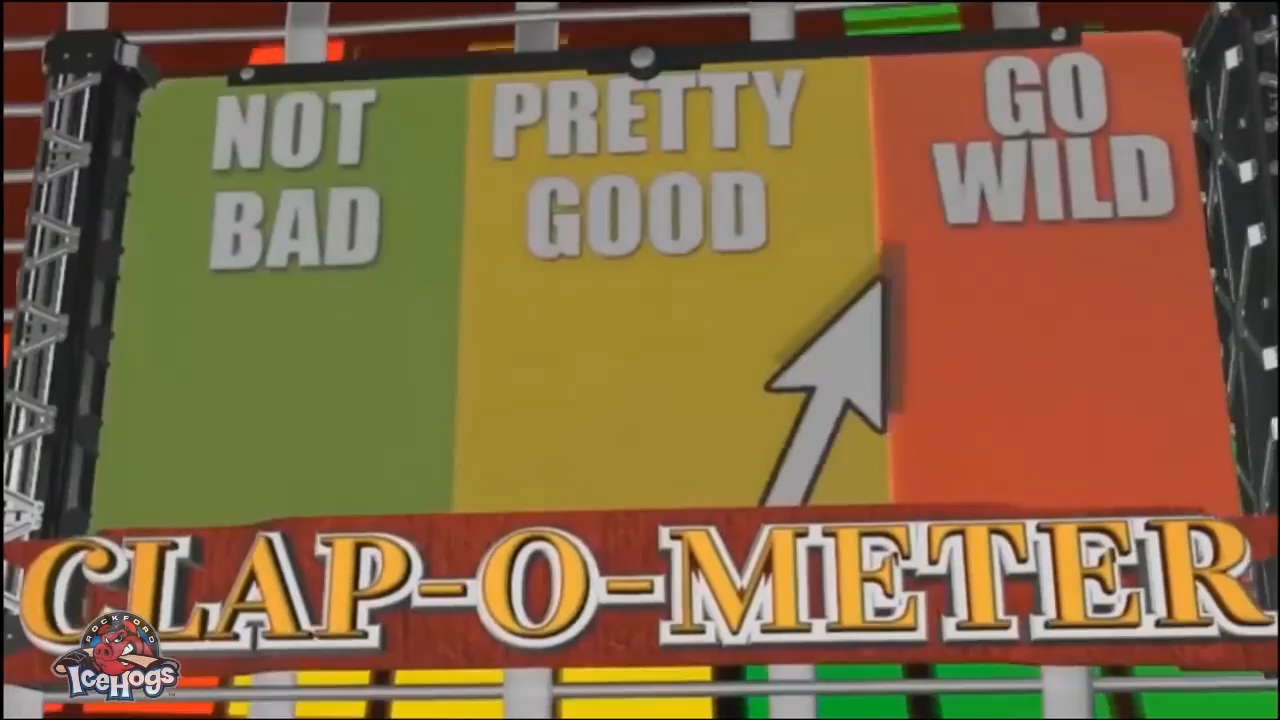 NOT
BAD
PRETTY
GOOD
GO
WILD
CLAP-O-METER
ROCKFORD
ICEHOGS